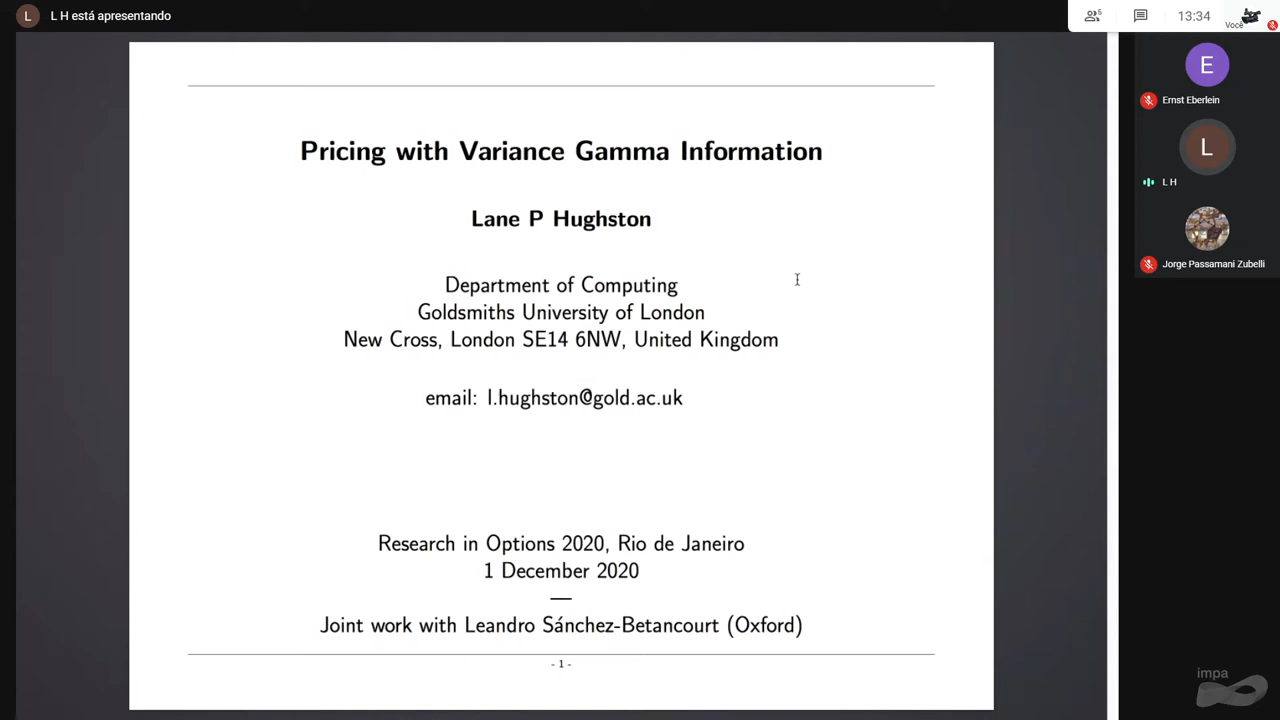 L
L H está apresentando
5
13:34
Você
Pricing with Variance Gamma Information
Lane P Hughston
Department of Computing
Goldsmiths University of London
New Cross, London SE14 6NW, United Kingdom
email: l.hughston@gold.ac.uk
Research in Options 2020, Rio de Janeiro
1 December 2020
—
Joint work with Leandro Sánchez-Betancourt (Oxford)
- 1 -
E
Ernst Eberlein
L
L H
Jorge Passamani Zubelli
impa